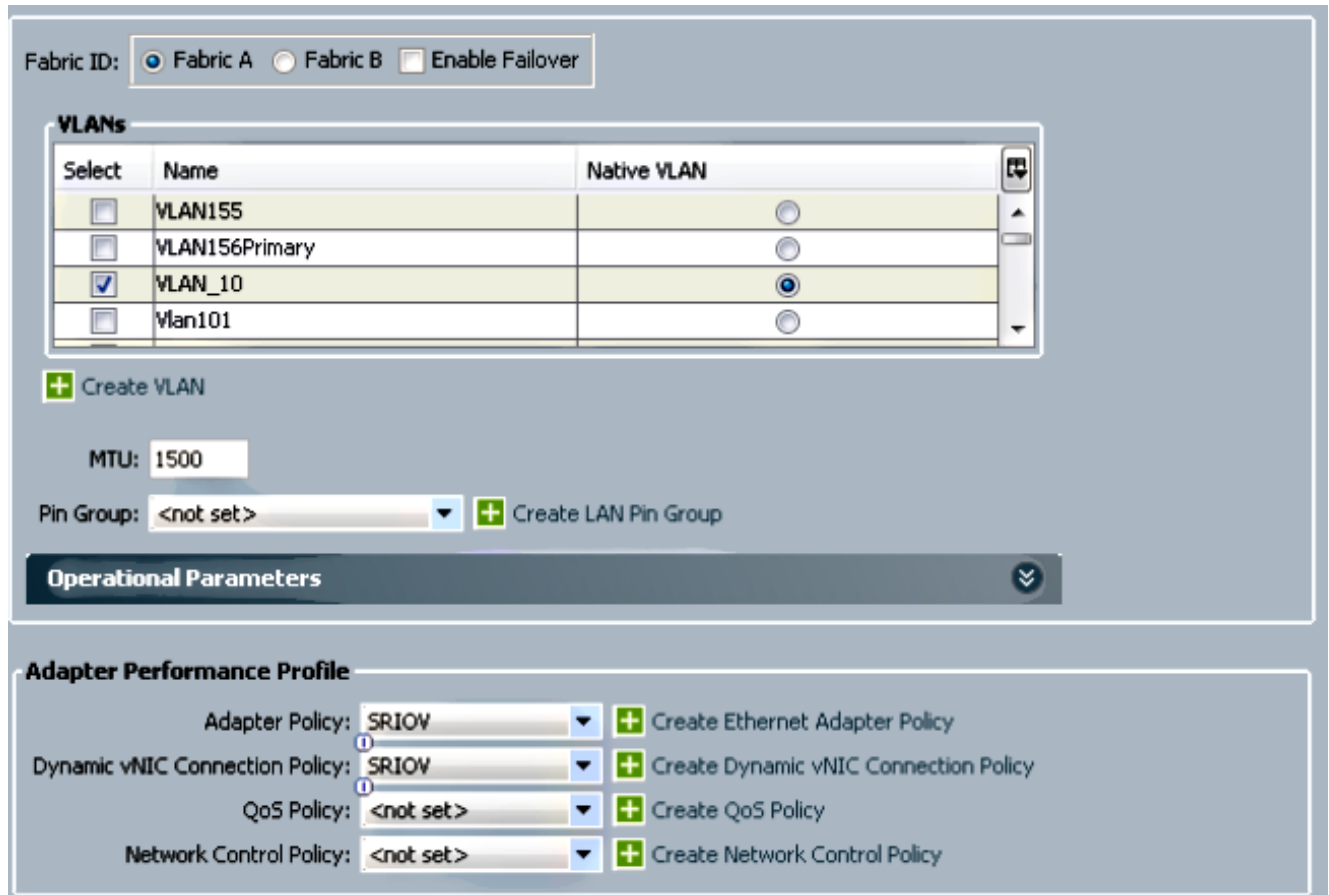 Fabric ID: Fabric A Fabric B Enable Failover
VLANs
Select Name Native VLAN
VLAN155
VLAN156Primary
VLAN_10
Vlan101
Create VLAN
MTU: 1500
Pin Group: <not set> Create LAN Pin Group
Operational Parameters
Adapter Performance Profile
Adapter Policy: SRIOV Create Ethernet Adapter Policy
Dynamic vNIC Connection Policy: SRIOV Create Dynamic vNIC Connection Policy
QoS Policy: <not set> Create QoS Policy
Network Control Policy: <not set> Create Network Control Policy